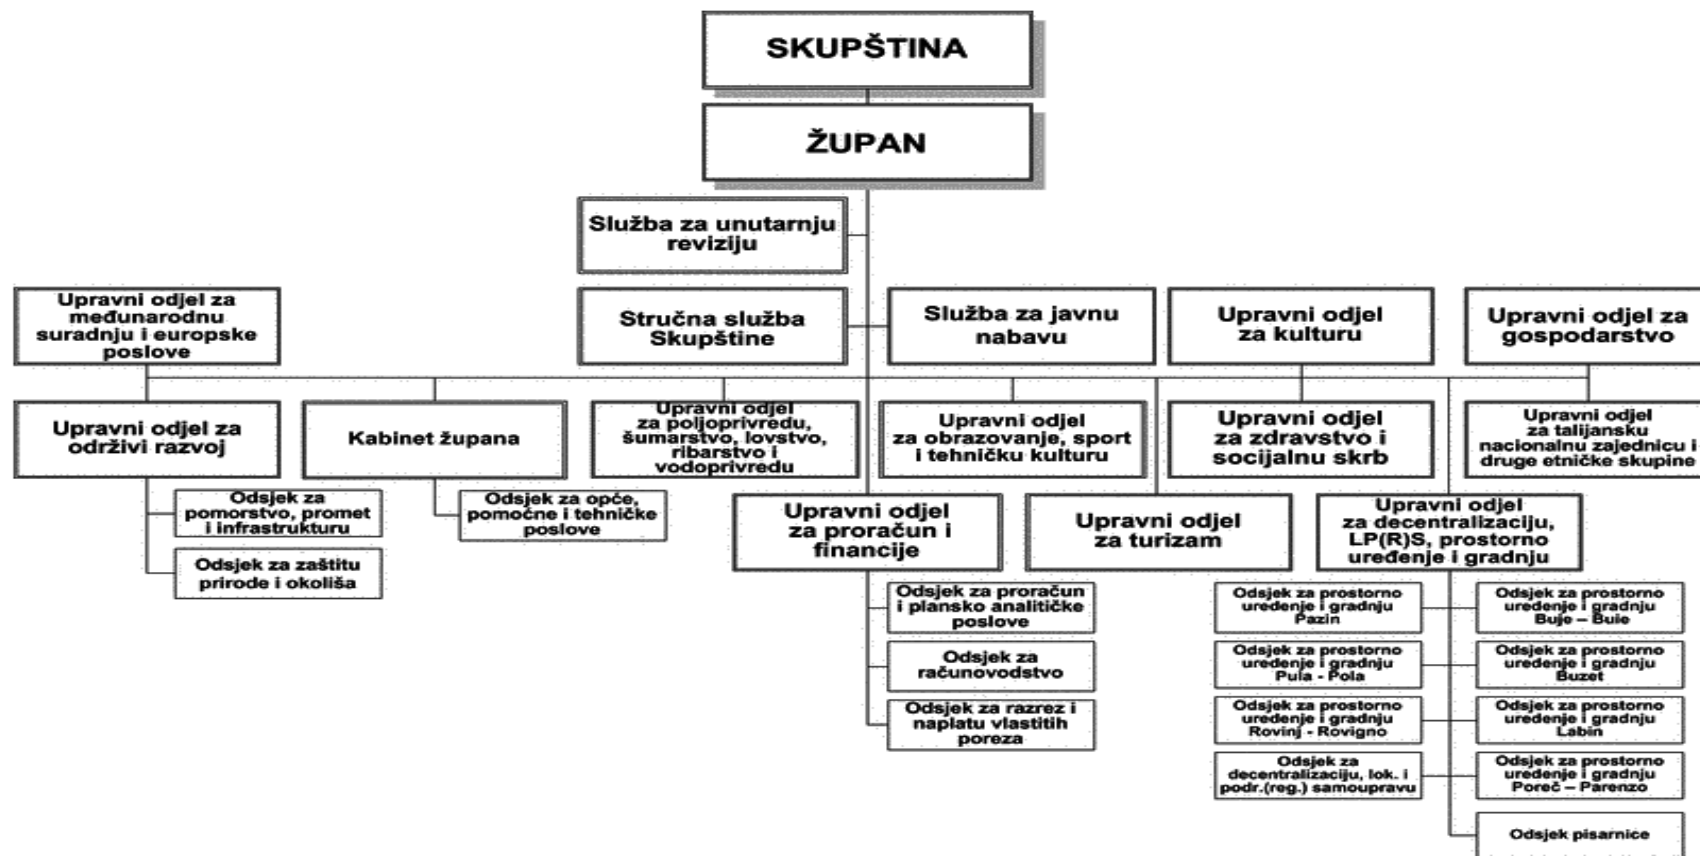 SKUPŠTINA
ŽUPAN
Služba za unutarnju
reviziju
Upravni odjel za
međunarodnu
suradnju i europske
poslove
Stručna služba
Skupštine
Služba za javnu
nabavu
Upravni odjel
za kulturu
Upravni odjel za
gospodarstvo
Upravni odjel za
održivi razvoj
Kabinet župana
Upravni odjel
za poljoprivredu,
šumarstvo, lovstvo,
ribarstvo i
vodoprivredu
Upravni odjel
za obrazovanje, sport
i tehničku kulturu
Upravni odjel
za zdravstvo i
socijalnu skrb
Upravni odjel
za talijansku
nacionalnu zajednicu i
druge etničke skupine
Odsjek za
pomorstvo, promet
i infrastrukturu
Odsjek za zaštitu
prirode i okoliša
Odsjek za opće,
pomoćne i tehničke
poslove
Upravni odjel
za proračun i
financije
Upravni odjel
za turizam
Upravni odjel
za decentralizaciju,
LP(R)S, prostorno
uređenje i gradnju
Odsjek za proračun
i plansko analitičke
poslove
Odsjek za
računovodstvo
Odsjek za razrez i
naplatu vlastitih
poreza
Odsjek za prostorno
uređenje i gradnju
Pazin
Odsjek za prostorno
uređenje i gradnju
Buje – Buie
Odsjek za prostorno
uređenje i gradnju
Pula - Pola
Odsjek za prostorno
uređenje i gradnju
Buzet
Odsjek za prostorno
uređenje i gradnju
Rovinj - Rovigno
Odsjek za prostorno
uređenje i gradnju
Labin
Odsjek za
decentralizaciju, lok. i
podr.(reg.) samoupravu
Odsjek za prostorno
uređenje i gradnju
Poreč – Parenzo
Odsjek pisarnice